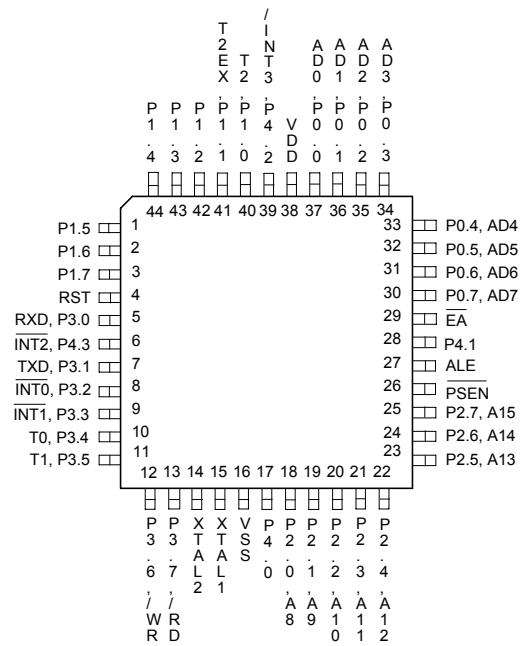 P1.4
P1.3
P1.2
T2EX,P1.1
T2,P1.0
/INT3,P4.2
VDD
AD0,P0.0
AD1,P0.1
AD2,P0.2
AD3,P0.3
44 43 42 41 40 39 38 37 36 35 34
P1.5 1
P1.6 2
P1.7 3
RST 4
RXD, P3.0 5
INT2, P4.3 6
TXD, P3.1 7
INT0, P3.2 8
INT1, P3.3 9
T0, P3.4 10
T1, P3.5 11
33 P0.4, AD4
32 P0.5, AD5
31 P0.6, AD6
30 P0.7, AD7
29 EA
28 P4.1
27 ALE
26 PSEN
25 P2.7, A15
24 P2.6, A14
23 P2.5, A13
12 13 14 15 16 17 18 19 20 21 22
P3.6,/WR
P3.7,/RD
XTAL2
XTAL1
VSS
P4.0
P2.0,A8
P2.1,A9
P2.2,A10
P2.3,A11
P2.4,A12